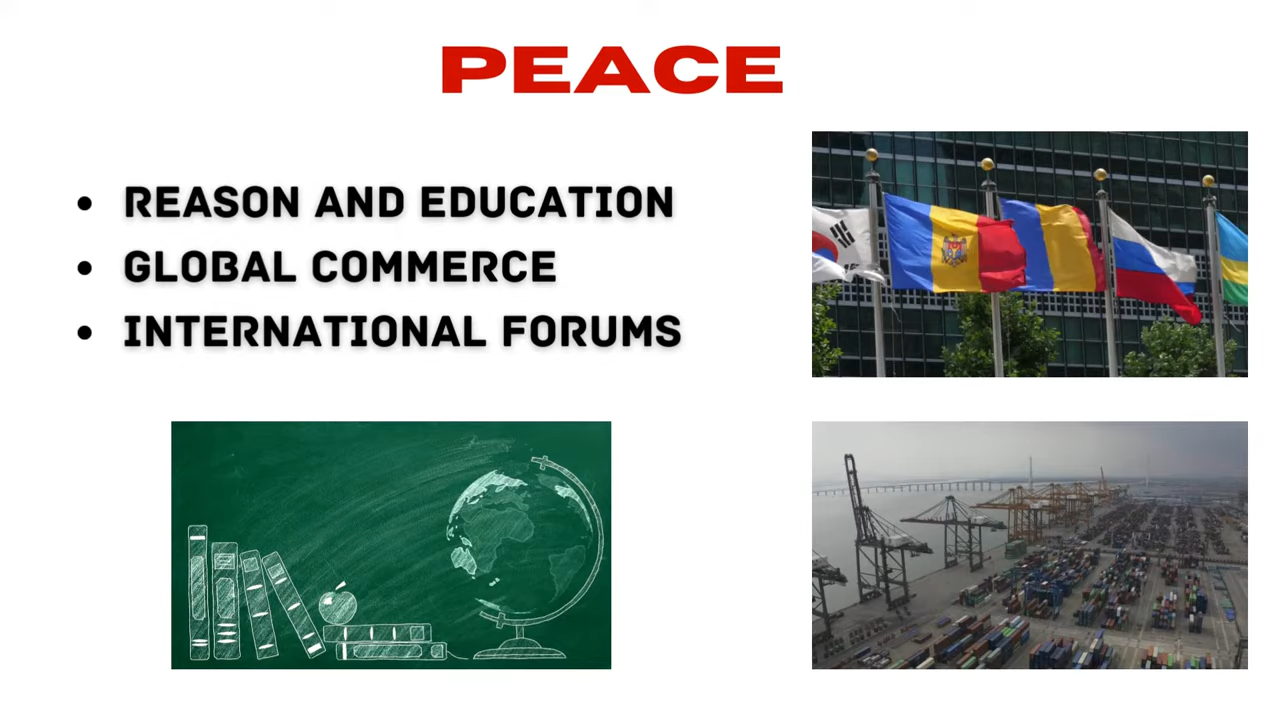 PEACE
REASON AND EDUCATION
GLOBAL COMMERCE
INTERNATIONAL FORUMS